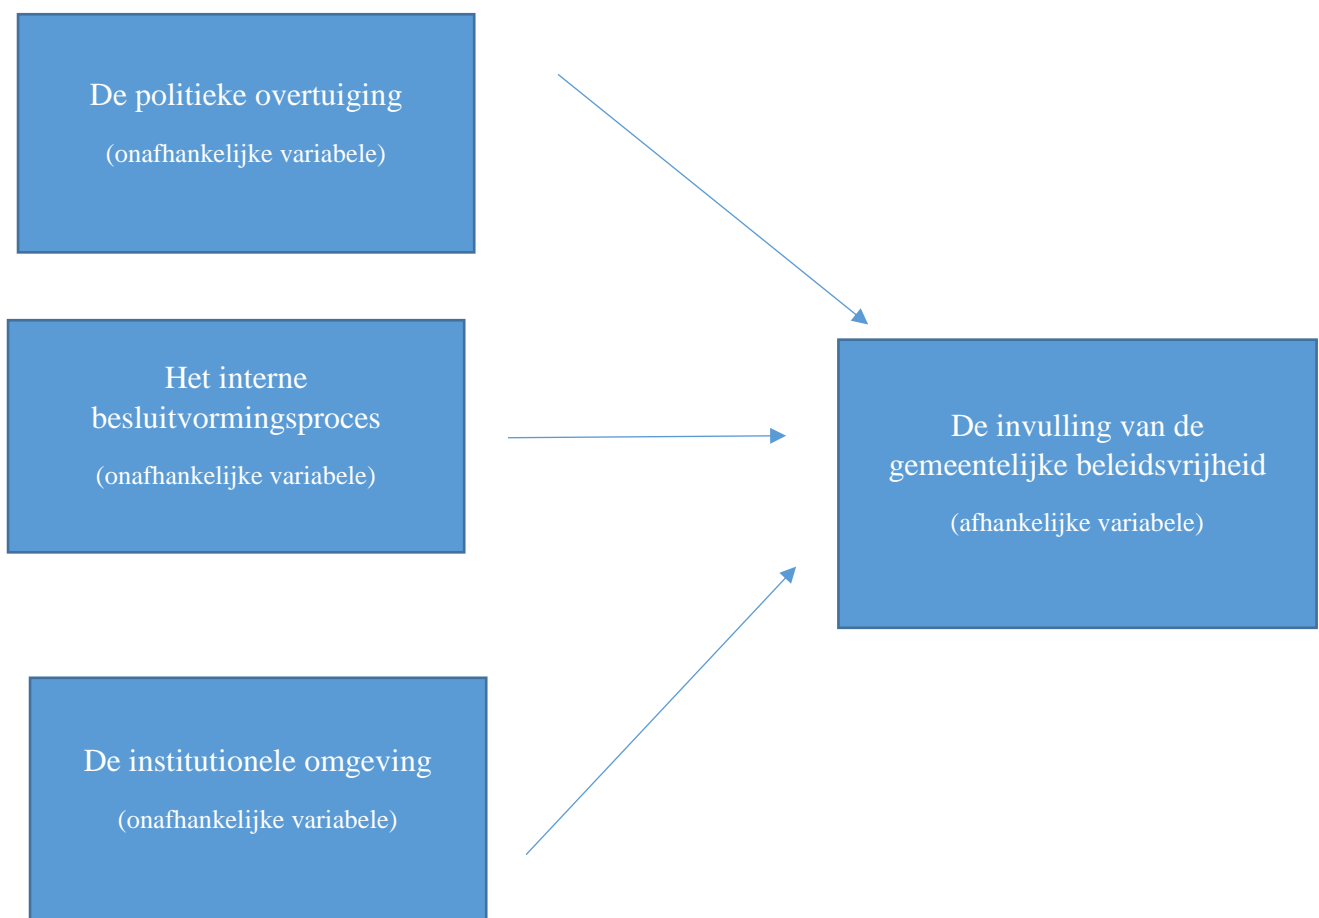 De politieke overtuiging
(onafhankelijke variabele)
Het interne
besluitvormingsproces
(onafhankelijke variabele)
De invulling van de
gemeentelijke beleidsvrijheid
(afhankelijke variabele)
De institutionele omgeving
(onafhankelijke variabele)